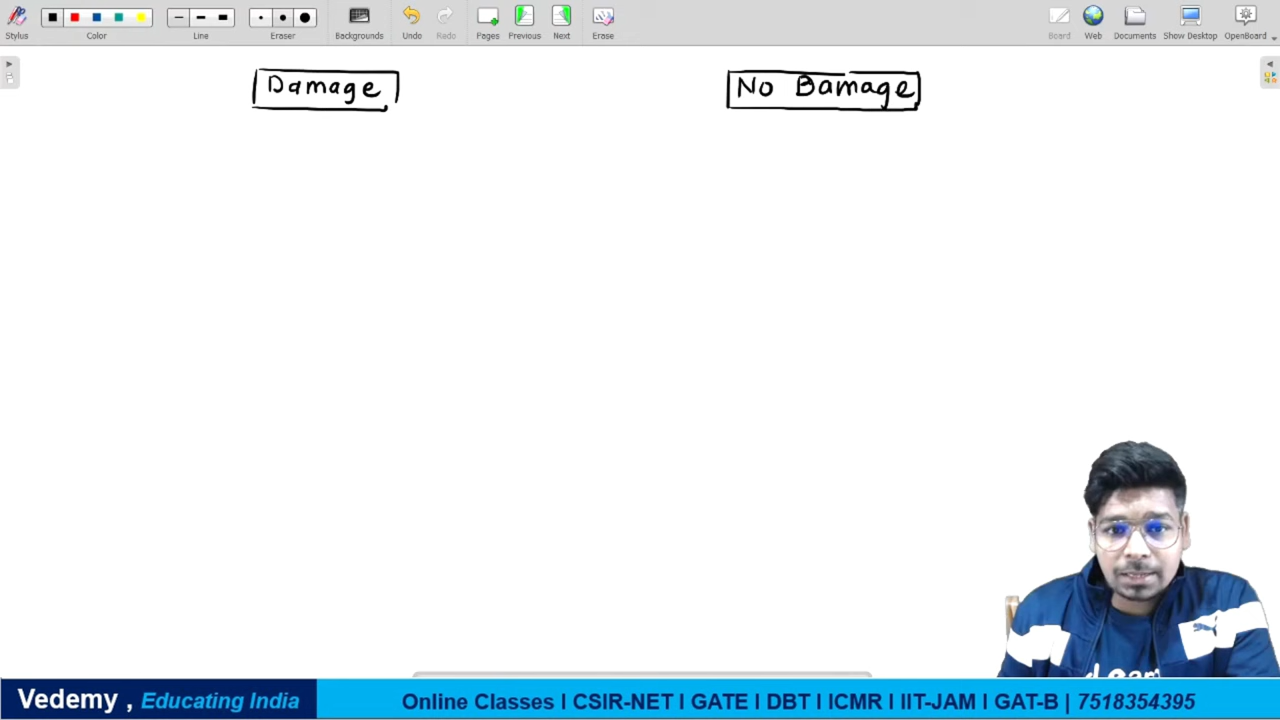 Stylus
Color
Line
Eraser
Backgrounds
Undo
Redo
Pages
Previous
Next
Erase
Board
Web
Documents
Show Desktop
OpenBoard
Damage
No Bamage
Vedemy , Educating India
Online Classes I CSIR-NET I GATE I DBT I ICMR I IIT-JAM I GAT-B | 7518354395